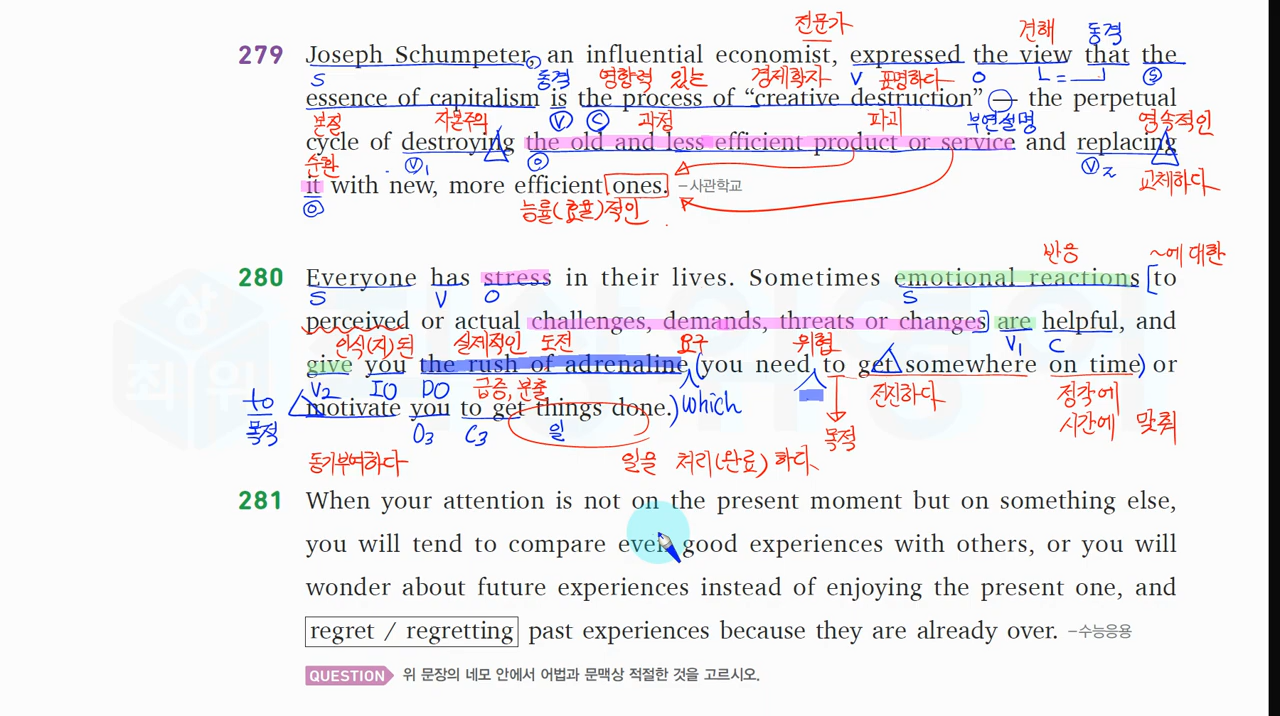 전문가 견해 동격
279 Joseph Schumpeter, an influential economist, expressed the view that the
S 동격 영향력 있는 경제학자 V 표명하다 O S
essence of capitalism is the process of “creative destruction” — the perpetual
본질 자본주의 V C 과정 파괴 부연설명 영속적인
cycle of destroying the old and less efficient product or service and replacing
순환 V1 O V2 교체하다
it with new, more efficient ones. –사관학교
O 능률(효율)적인
반응 ~에 대한
280 Everyone has stress in their lives. Sometimes emotional reactions [to
S V O S
perceived or actual challenges, demands, threats or changes] are helpful, and
인식(지)된 실제적인 도전 요구 위험 V1 C
give you the rush of adrenaline (you need to get somewhere on time) or
V2 IO DO 급증, 분출 전진하다 정각에
to motivate you to get things done.) which
목적 O3 C3 일 목적 시간에 맞춰
동기부여하다 일을 처리(완료)하다
281 When your attention is not on the present moment but on something else,
you will tend to compare even good experiences with others, or you will
wonder about future experiences instead of enjoying the present one, and
regret / regretting past experiences because they are already over. –수능응용
QUESTION 위 문장의 네모 안에서 어법과 문맥상 적절한 것을 고르시오.